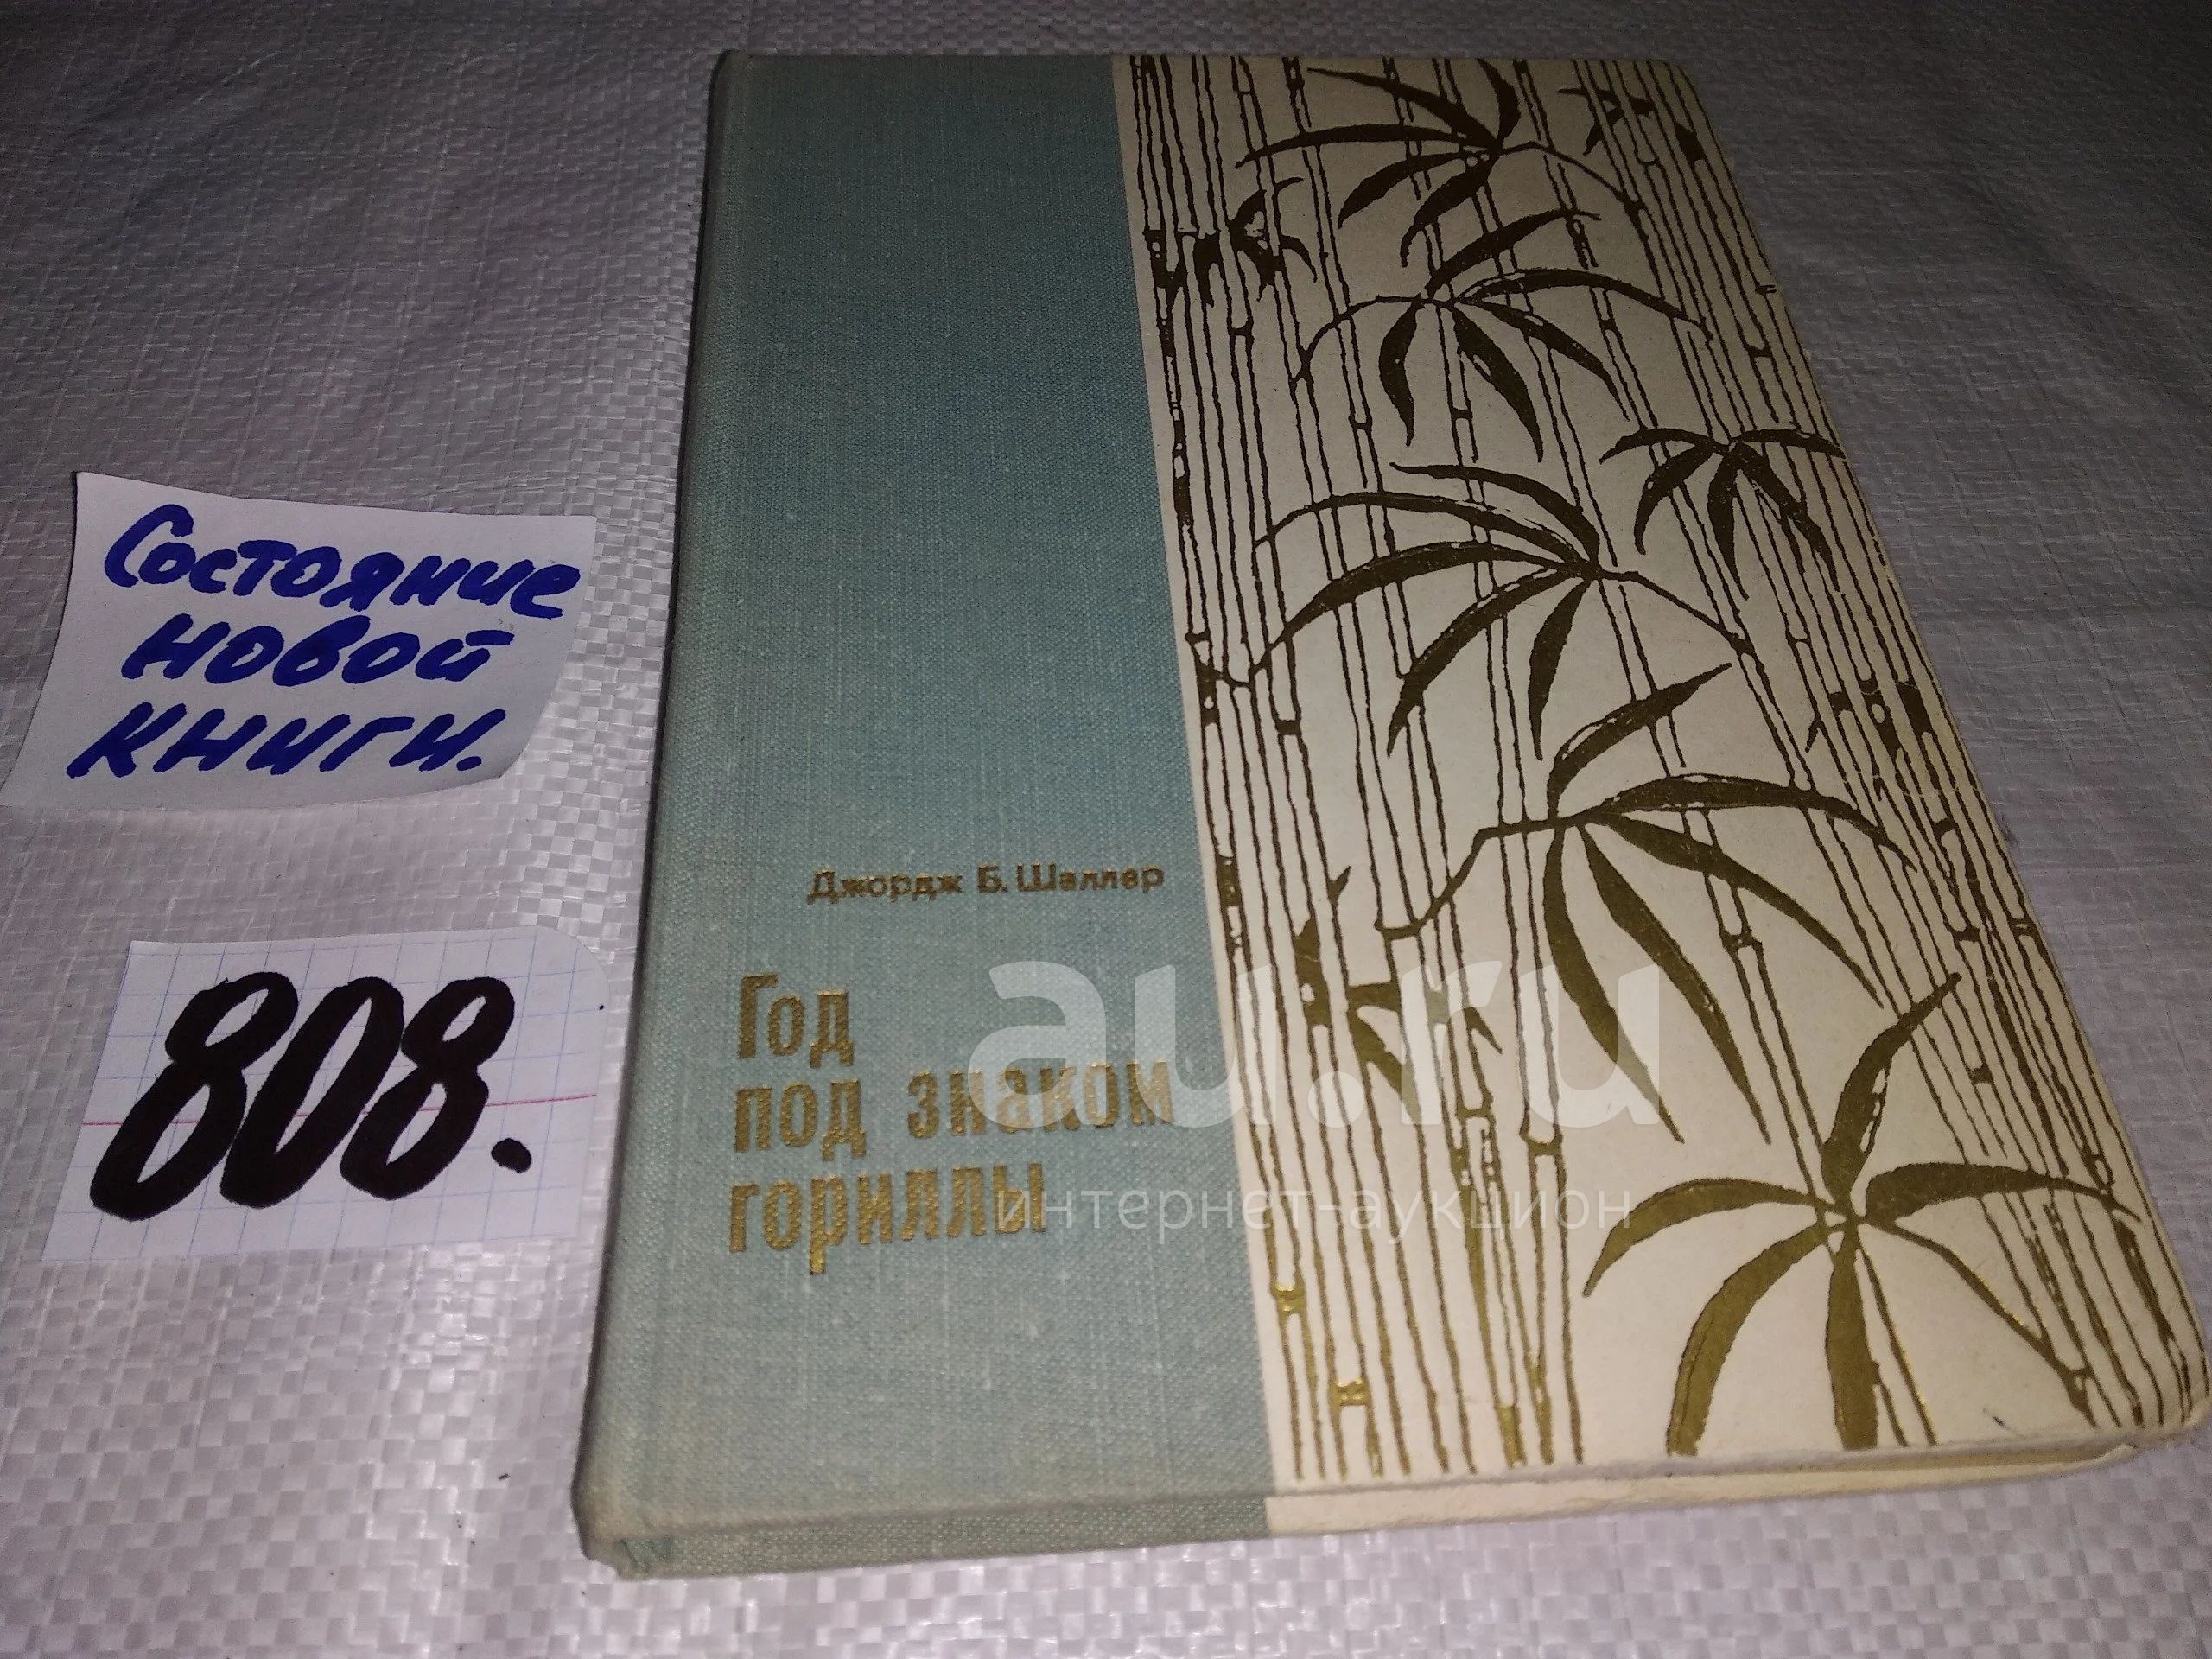 Состояние
новой
книги.
808.
Джордж Б. Шаллер
Год
под знаком
гориллы
au.ru
интернет-аукцион